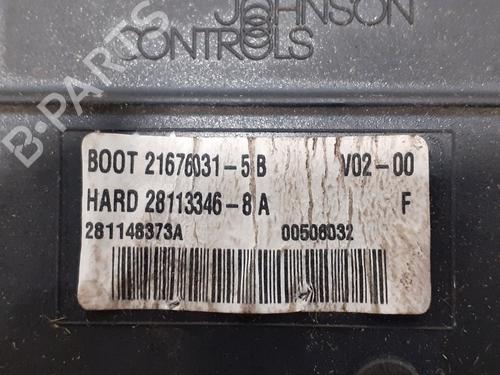 JOHNSON
CONTROLS
B-PARTS
BOOT 21676031-5 B V02-00
HARD 28113346-8 A F
281148373A 00506032